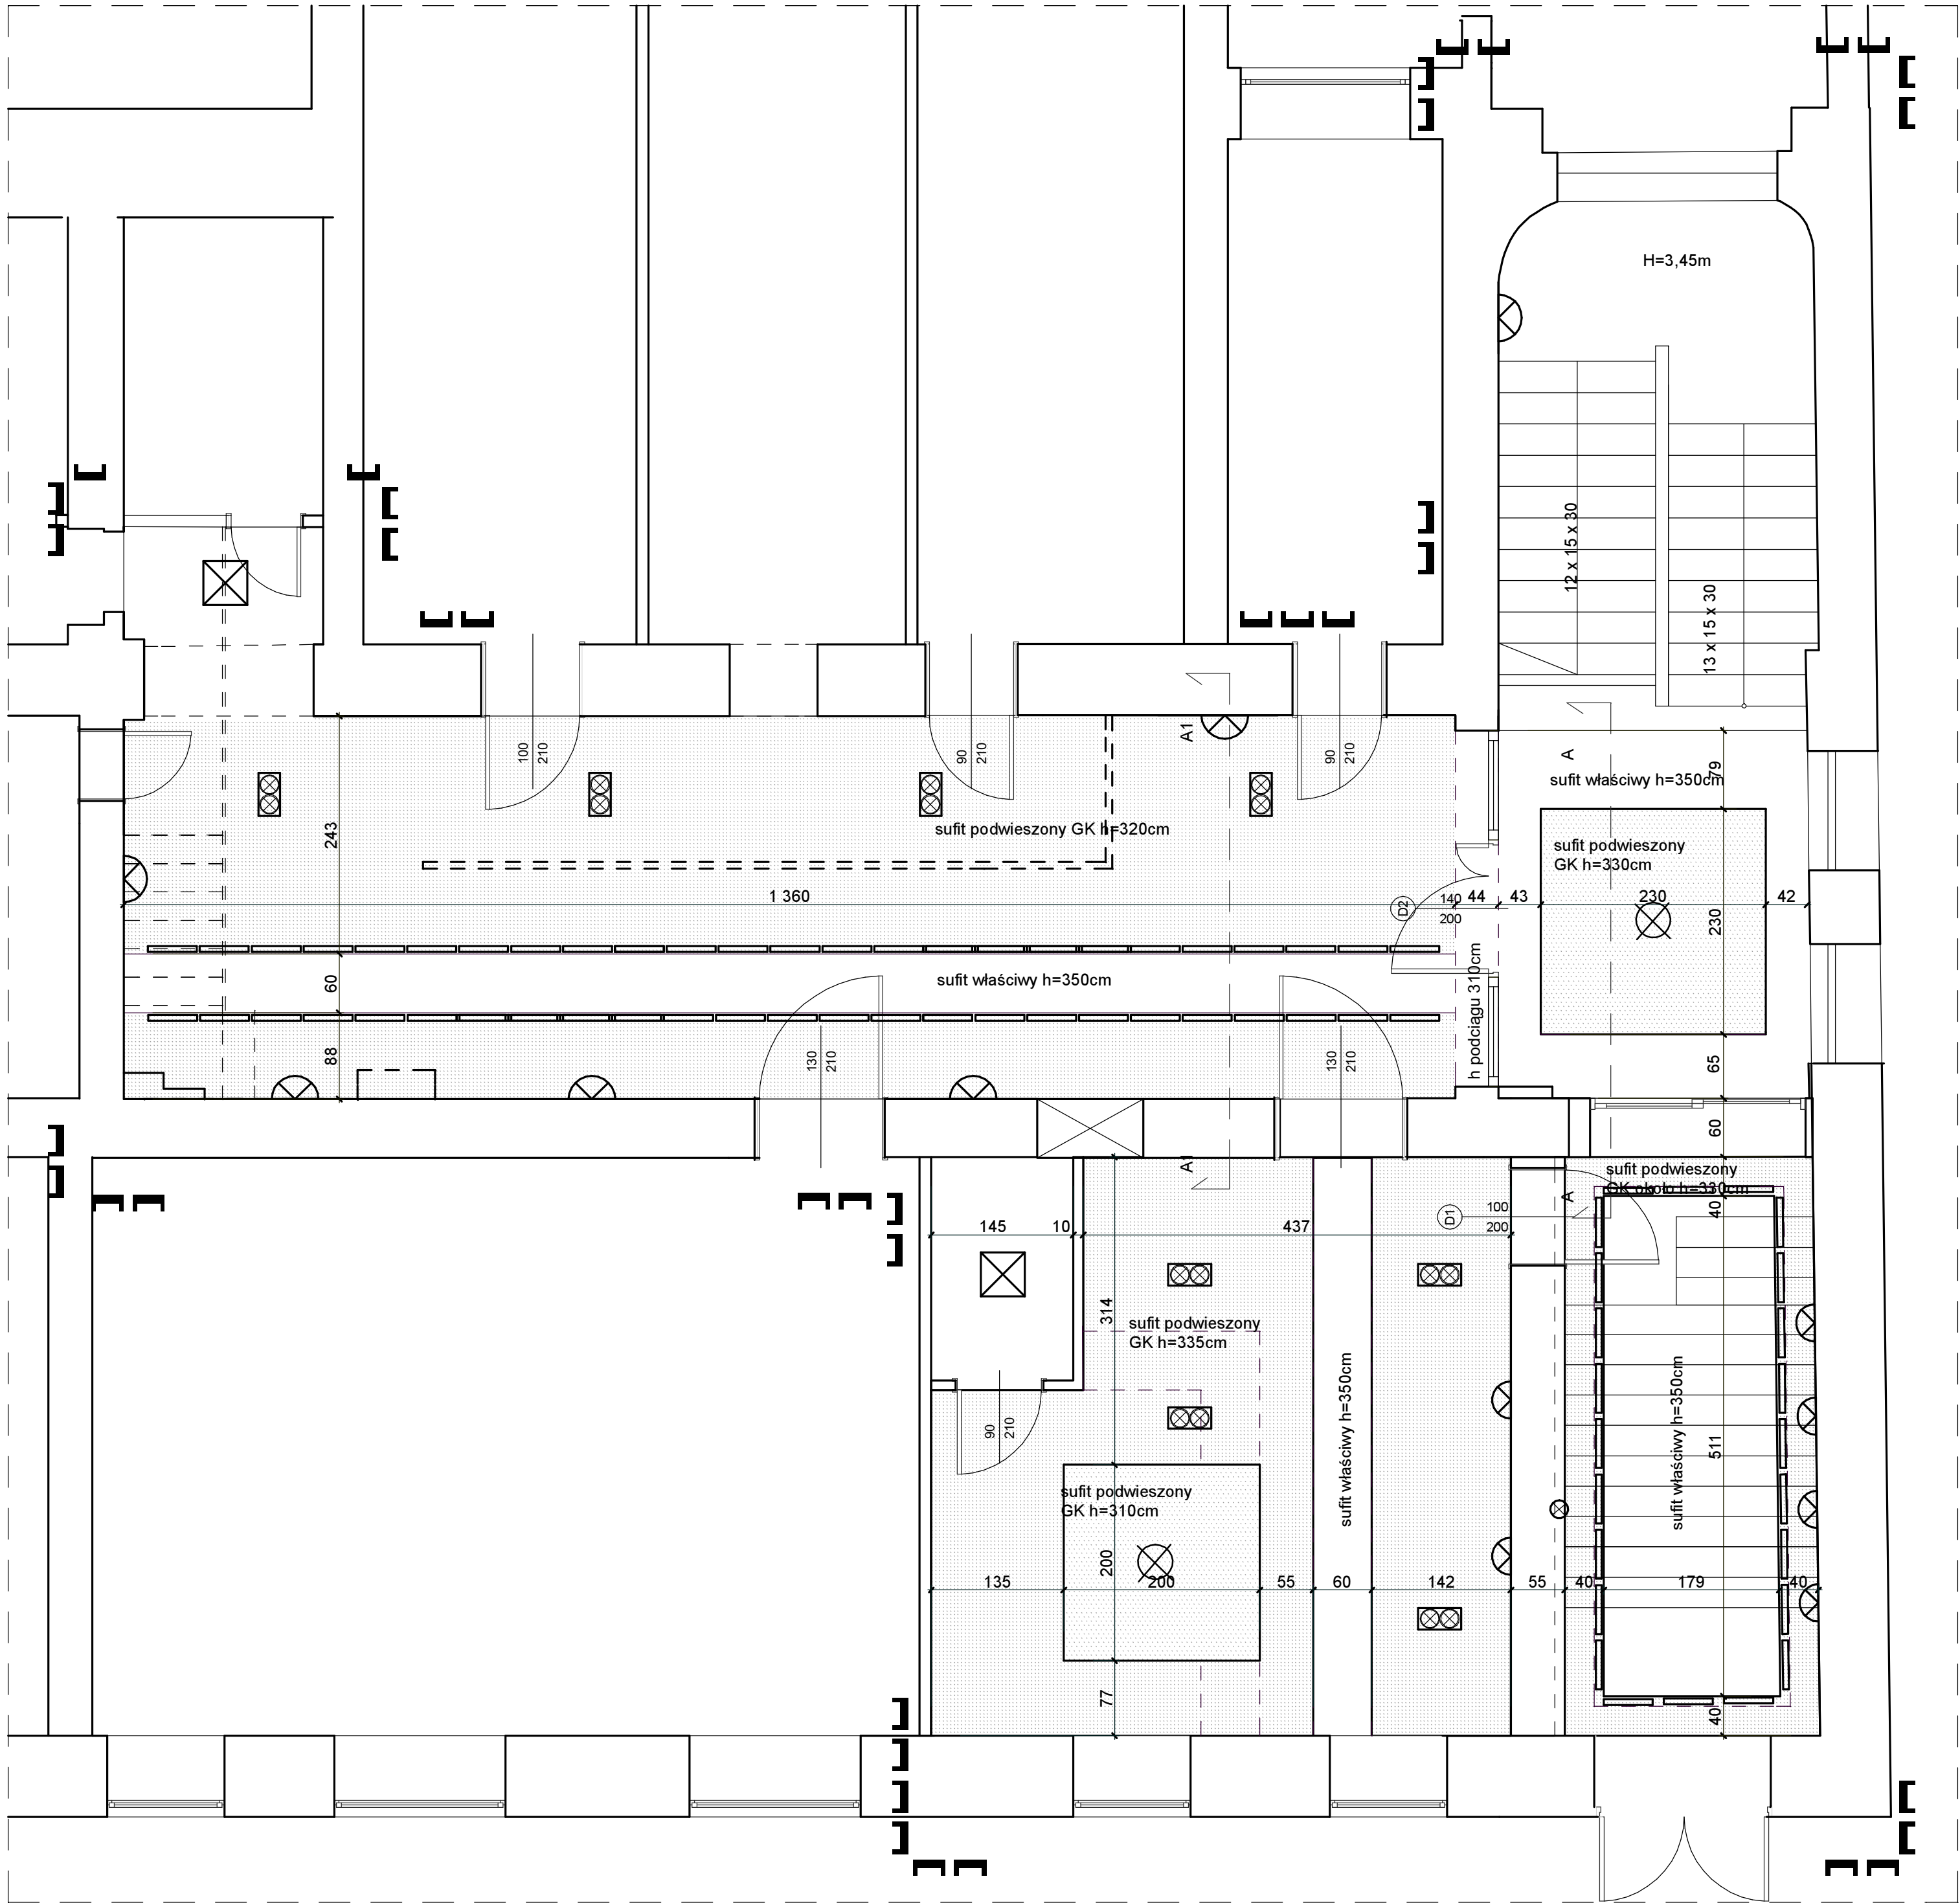 H=3,45m
12 x 15 x 30
13 x 15 x 30
A1
A
79
sufit właściwy h=350cm
100
210
90
210
90
210
243
sufit podwieszony GK h=320cm
sufit podwieszony
GK h=330cm
1 360
140
200
D2
44
43
230
42
230
60
sufit właściwy h=350cm
h podciągu 310cm
88
130
210
130
210
65
60
A1
A
sufit podwieszony
GK około h=330cm
40
145
10
437
D1
100
200
314
sufit podwieszony
GK h=335cm
90
210
sufit właściwy h=350cm
sufit właściwy h=350cm
511
sufit podwieszony
GK h=310cm
200
135
200
55
60
142
55
40
179
40
77
40